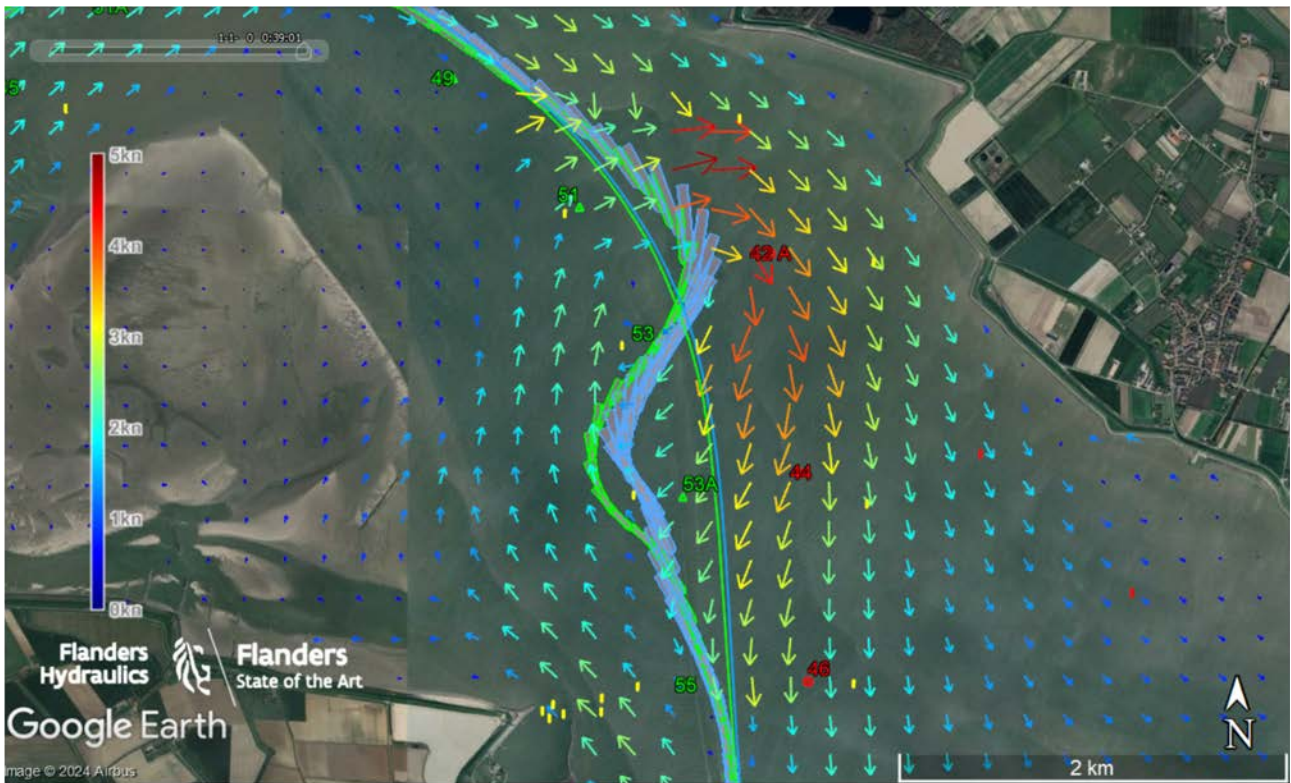 51A
1-1- 0 0:39:01
49
5kn
51
4kn
42 A
3kn
53
2kn
44
53A
1kn
0kn
Flanders
Hydraulics
Flanders
State of the Art
46
55
Google Earth
N
Image © 2024 Airbus
2 km